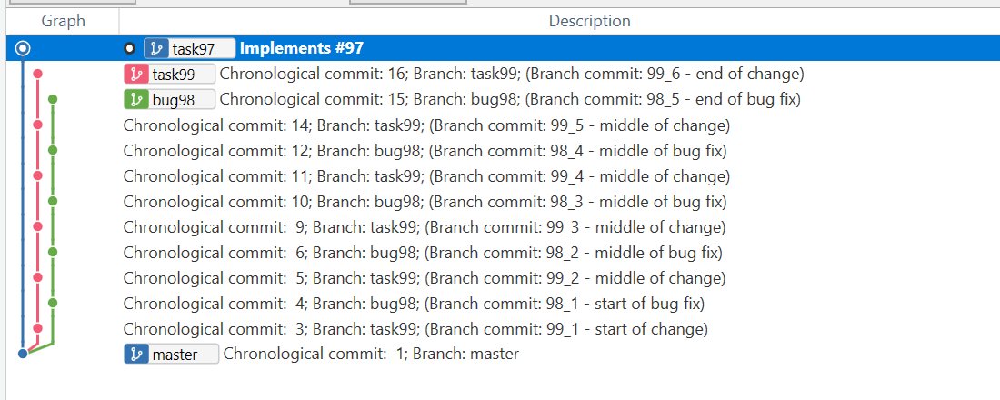 Graph Description
task97 Implements #97
task99 Chronological commit: 16; Branch: task99; (Branch commit: 99_6 - end of change)
bug98 Chronological commit: 15; Branch: bug98; (Branch commit: 98_5 - end of bug fix)
Chronological commit: 14; Branch: task99; (Branch commit: 99_5 - middle of change)
Chronological commit: 12; Branch: bug98; (Branch commit: 98_4 - middle of bug fix)
Chronological commit: 11; Branch: task99; (Branch commit: 99_4 - middle of change)
Chronological commit: 10; Branch: bug98; (Branch commit: 98_3 - middle of bug fix)
Chronological commit:  9; Branch: task99; (Branch commit: 99_3 - middle of change)
Chronological commit:  6; Branch: bug98; (Branch commit: 98_2 - middle of bug fix)
Chronological commit:  5; Branch: task99; (Branch commit: 99_2 - middle of change)
Chronological commit:  4; Branch: bug98; (Branch commit: 98_1 - start of bug fix)
Chronological commit:  3; Branch: task99; (Branch commit: 99_1 - start of change)
master Chronological commit:  1; Branch: master